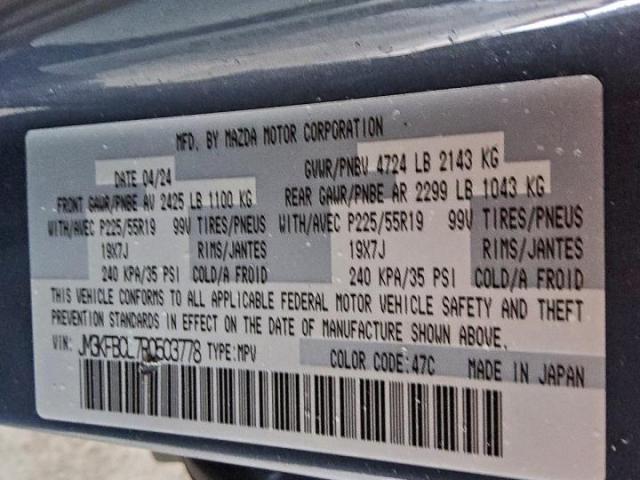 MFD. BY MAZDA MOTOR CORPORATION
DATE 04/24 GVWR/PNBV 4724 LB 2143 KG
FRONT GAWR/PNBE AV 2425 LB 1100 KG REAR GAWR/PNBE AR 2299 LB 1043 KG
WITH/AVEC P225/55R19 99V TIRES/PNEUS WITH/AVEC P225/55R19 99V TIRES/PNEUS
19X7J RIMS/JANTES 19X7J RIMS/JANTES
240 KPA/35 PSI COLD/A FROID 240 KPA/35 PSI COLD/A FROID
THIS VEHICLE CONFORMS TO ALL APPLICABLE FEDERAL MOTOR VEHICLE SAFETY AND THEFT
PREVENTION STANDARDS IN EFFECT ON THE DATE OF MANUFACTURE SHOWN ABOVE.
VIN: JM3KFBCL7R0503778 TYPE: MPV COLOR CODE: 47C MADE IN JAPAN